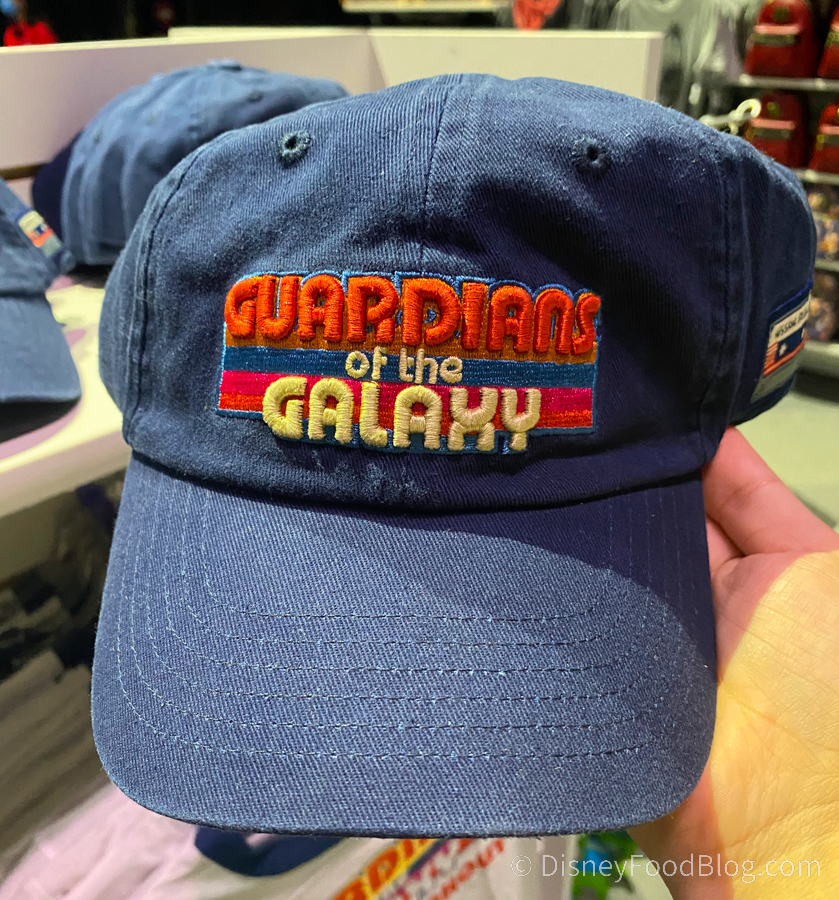 GUARDIANS
of the
GALAXY
© DisneyFoodBlog.com